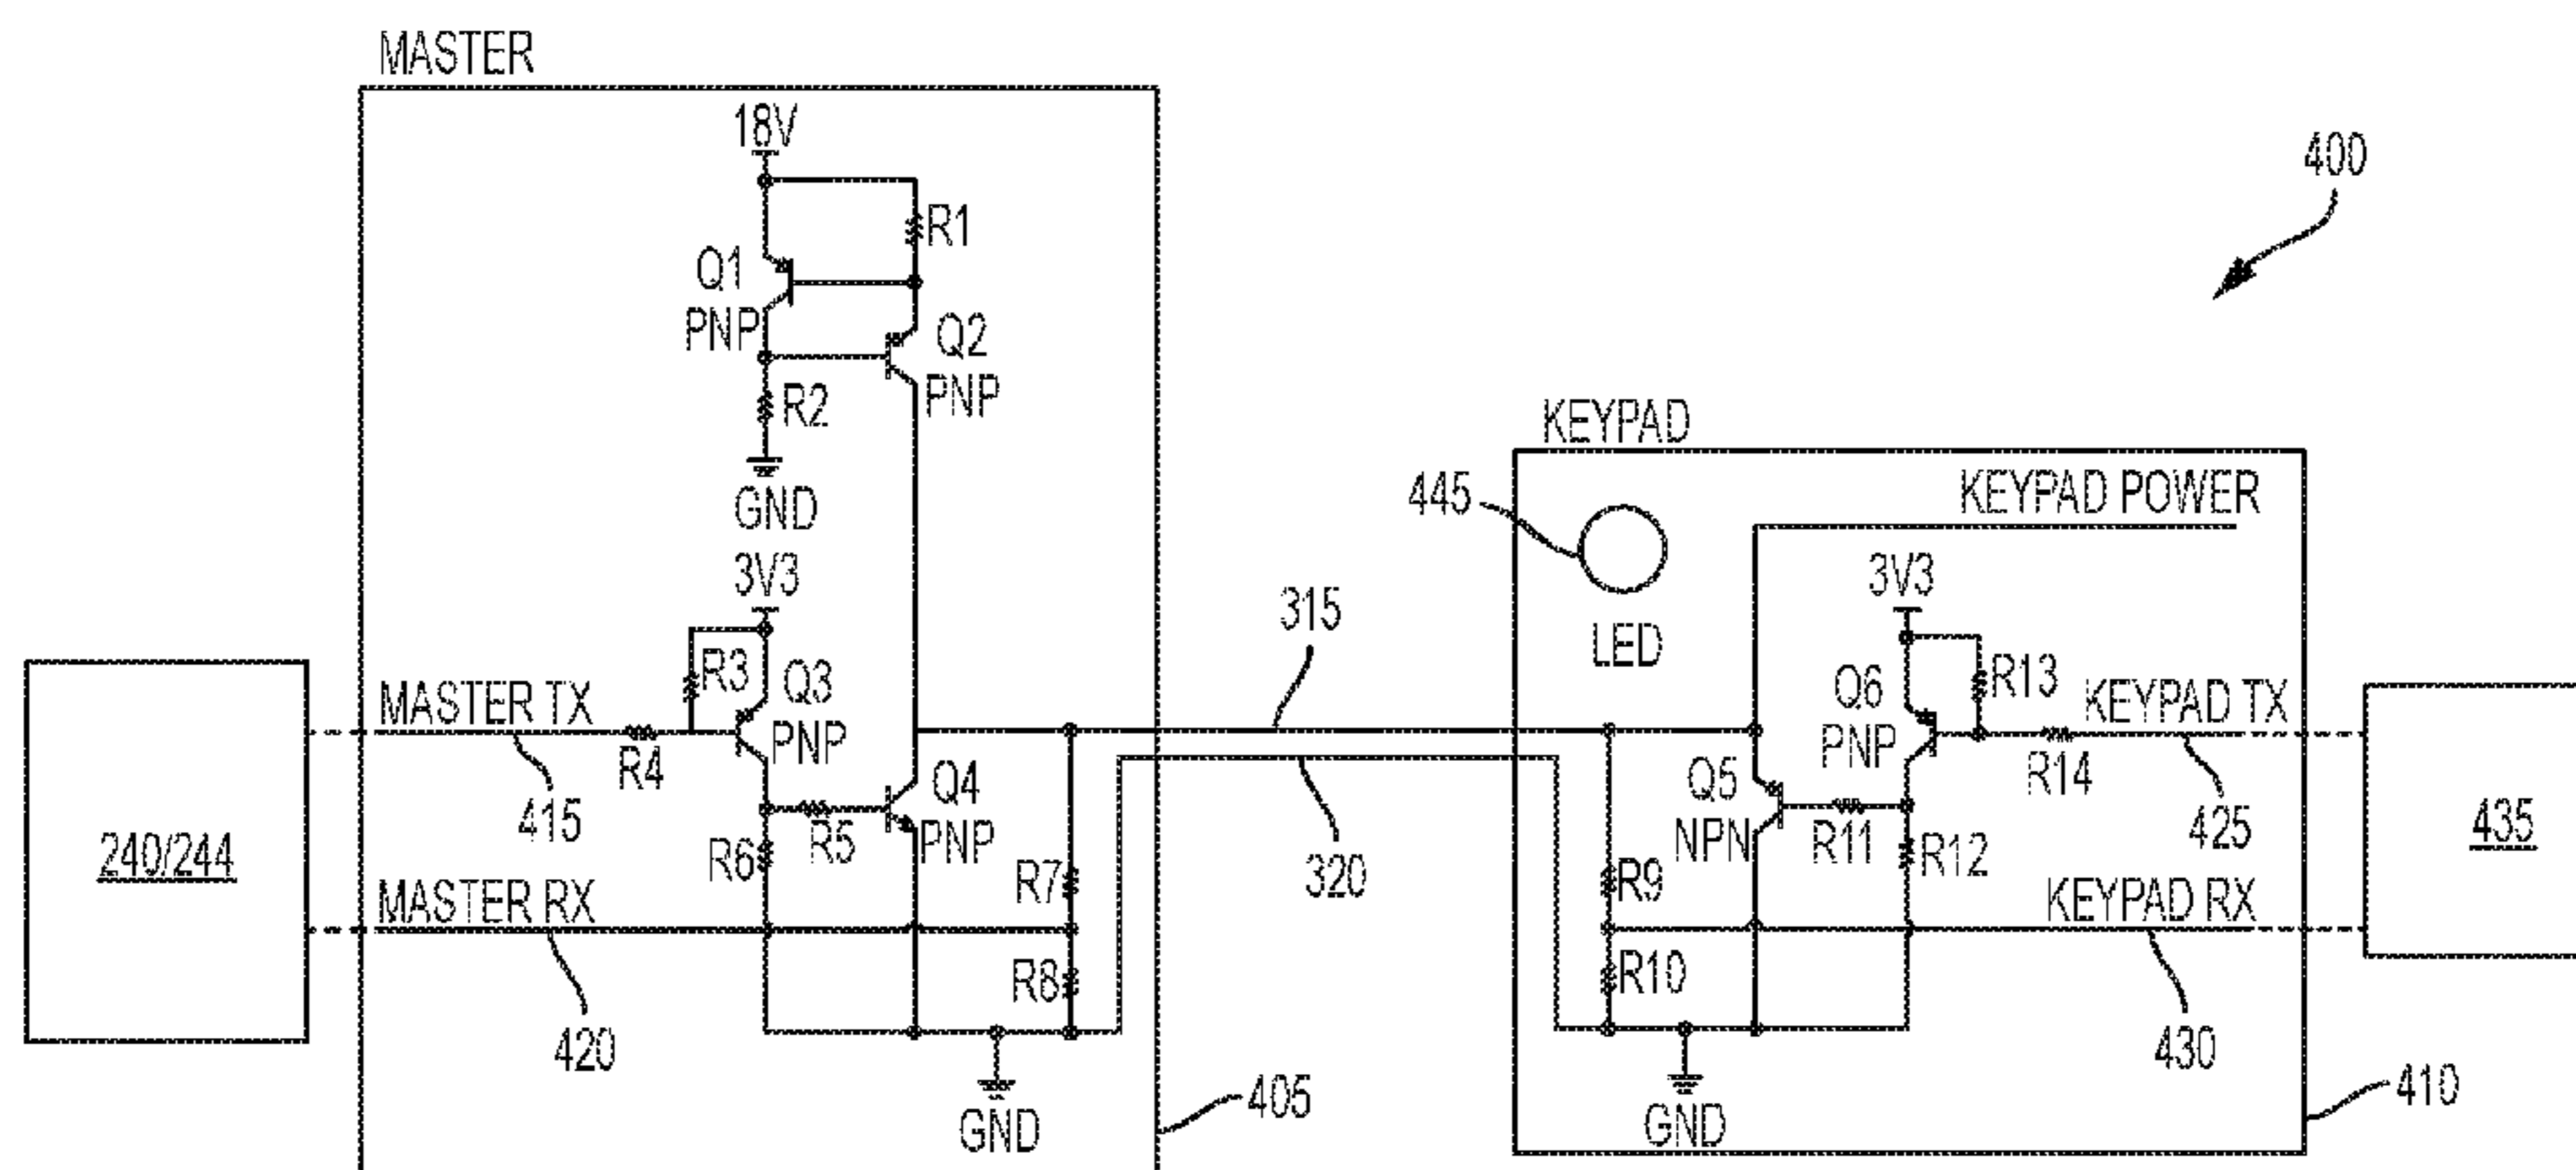 MASTER
18V
R1
Q1
PNP
Q2
PNP
R2
GND
3V3
R3
Q3
PNP
MASTER TX
R4
415
Q4
PNP
R5
R6
240/244
MASTER RX
420
R7
R8
GND
405
315
320
400
KEYPAD
445
LED
KEYPAD POWER
3V3
Q6
PNP
R13
KEYPAD TX
R14
425
Q5
NPN
R11
R12
R9
KEYPAD RX
R10
430
GND
410
435